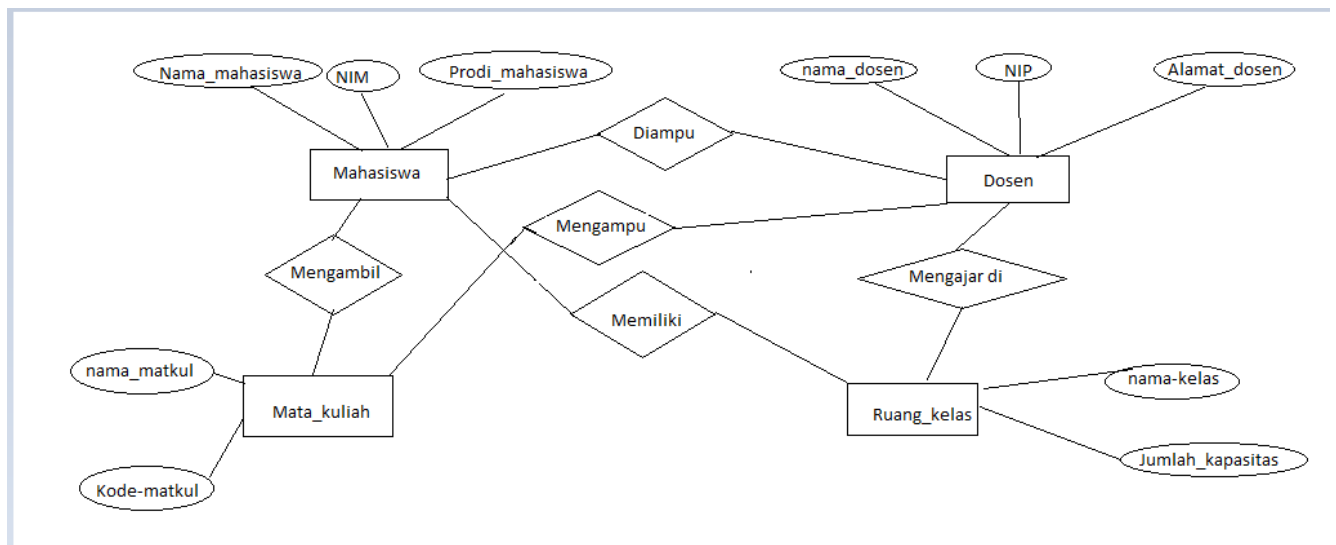 Nama_mahasiswa
NIM
Prodi_mahasiswa
nama_dosen
NIP
Alamat_dosen
Diampu
Mahasiswa
Dosen
Mengampu
Mengambil
Mengajar di
Memiliki
nama_matkul
nama-kelas
Mata_kuliah
Ruang_kelas
Jumlah_kapasitas
Kode-matkul